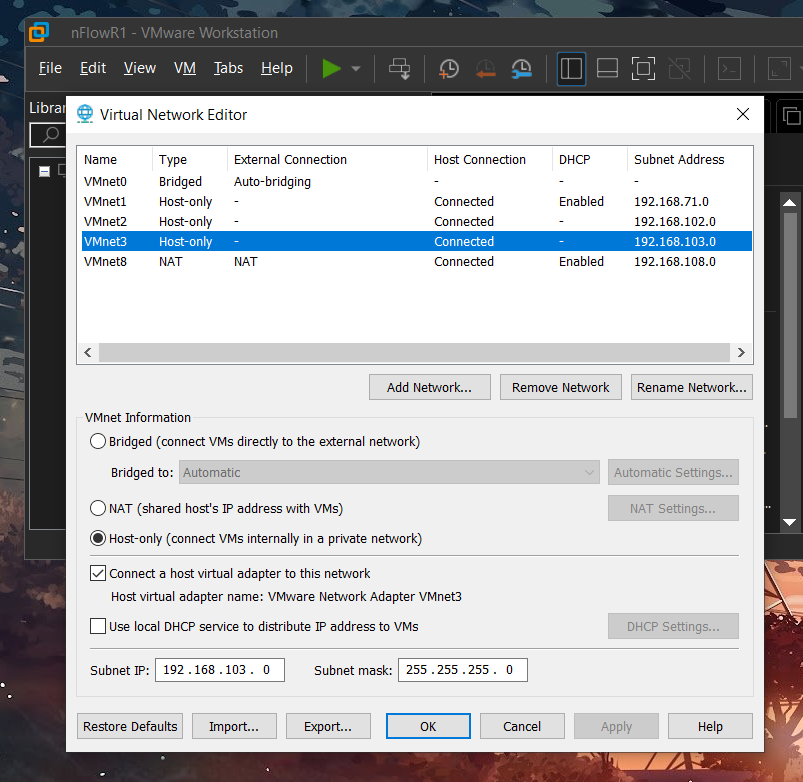 nFlowR1 - VMware Workstation
File Edit View VM Tabs Help
Librar
Virtual Network Editor
Name Type External Connection Host Connection DHCP Subnet Address
VMnet0 Bridged Auto-bridging - - -
VMnet1 Host-only - Connected Enabled 192.168.71.0
VMnet2 Host-only - Connected - 192.168.102.0
VMnet3 Host-only - Connected - 192.168.103.0
VMnet8 NAT NAT Connected Enabled 192.168.108.0
Add Network... Remove Network Rename Network...
VMnet Information
Bridged (connect VMs directly to the external network)
Bridged to: Automatic Automatic Settings...
NAT (shared host's IP address with VMs) NAT Settings...
Host-only (connect VMs internally in a private network)
Connect a host virtual adapter to this network
Host virtual adapter name: VMware Network Adapter VMnet3
Use local DHCP service to distribute IP address to VMs DHCP Settings...
Subnet IP: 192 . 168 . 103 . 0 Subnet mask: 255 . 255 . 255 . 0
Restore Defaults Import... Export... OK Cancel Apply Help